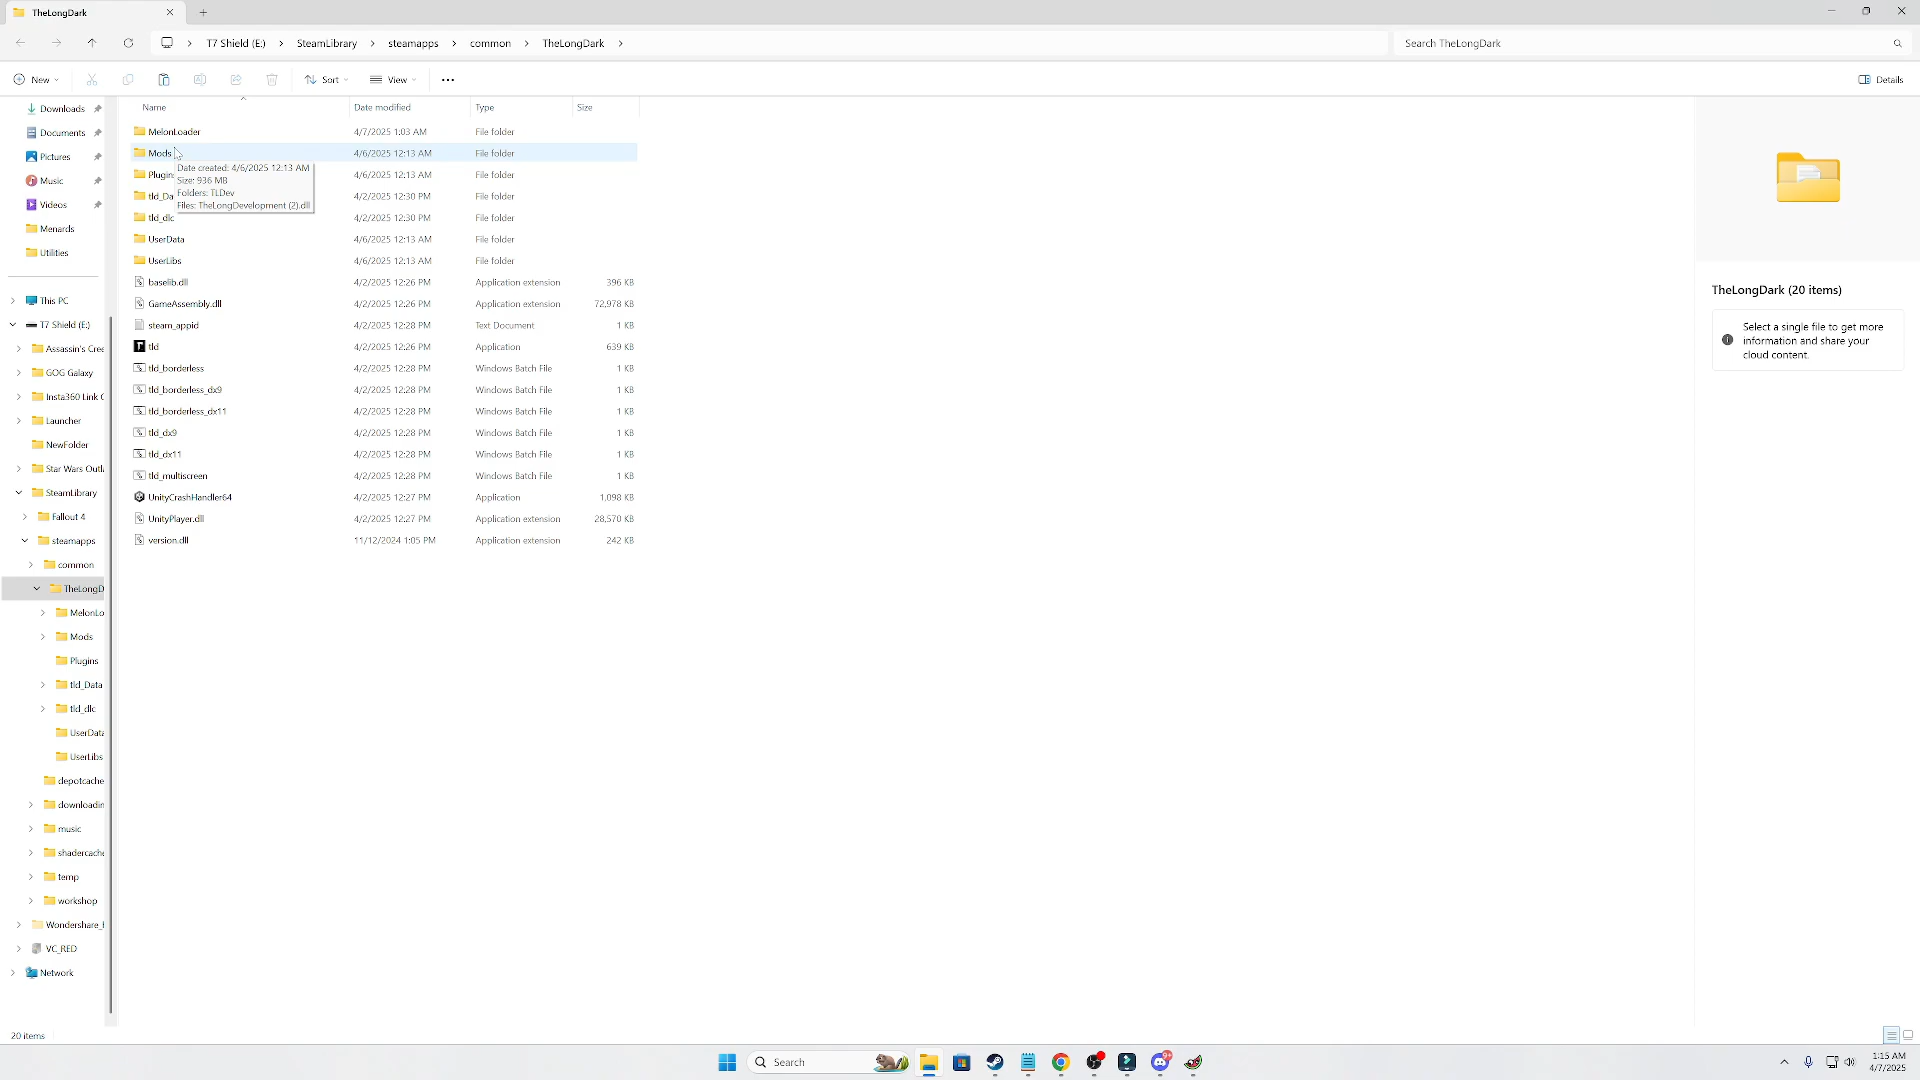 TheLongDark
T7 Shield (E:) > SteamLibrary > steamapps > common > TheLongDark >
Search TheLongDark
New
Sort
View
Details
Downloads
Documents
Pictures
Music
Videos
Menards
Utilities
This PC
T7 Shield (E:)
Assassin's Cree
GOG Galaxy
Insta360 Link C
Launcher
NewFolder
Star Wars Outl
SteamLibrary
Fallout 4
steamapps
common
TheLongD
MelonLo
Mods
Plugins
tld_Data
tld_dlc
UserData
UserLibs
depotcache
downloadin
music
shadercache
temp
workshop
Wondershare_
VC_RED
Network
Name Date modified Type Size
MelonLoader 4/7/2025 1:03 AM File folder
Mods 4/6/2025 12:13 AM File folder
Plugin 4/6/2025 12:13 AM File folder
tld_Da 4/2/2025 12:30 PM File folder
tld_dlc 4/2/2025 12:30 PM File folder
UserData 4/6/2025 12:13 AM File folder
UserLibs 4/6/2025 12:13 AM File folder
baselib.dll 4/2/2025 12:26 PM Application extension 396 KB
GameAssembly.dll 4/2/2025 12:26 PM Application extension 72,978 KB
steam_appid 4/2/2025 12:28 PM Text Document 1 KB
tld 4/2/2025 12:26 PM Application 639 KB
tld_borderless 4/2/2025 12:28 PM Windows Batch File 1 KB
tld_borderless_dx9 4/2/2025 12:28 PM Windows Batch File 1 KB
tld_borderless_dx11 4/2/2025 12:28 PM Windows Batch File 1 KB
tld_dx9 4/2/2025 12:28 PM Windows Batch File 1 KB
tld_dx11 4/2/2025 12:28 PM Windows Batch File 1 KB
tld_multiscreen 4/2/2025 12:28 PM Windows Batch File 1 KB
UnityCrashHandler64 4/2/2025 12:27 PM Application 1,098 KB
UnityPlayer.dll 4/2/2025 12:27 PM Application extension 28,570 KB
version.dll 11/12/2024 1:05 PM Application extension 242 KB
Date created: 4/6/2025 12:13 AM
Size: 936 MB
Folders: TLDev
Files: TheLongDevelopment (2).dll
TheLongDark (20 items)
Select a single file to get more
information and share your
cloud content.
20 items
Search
1:15 AM
4/7/2025